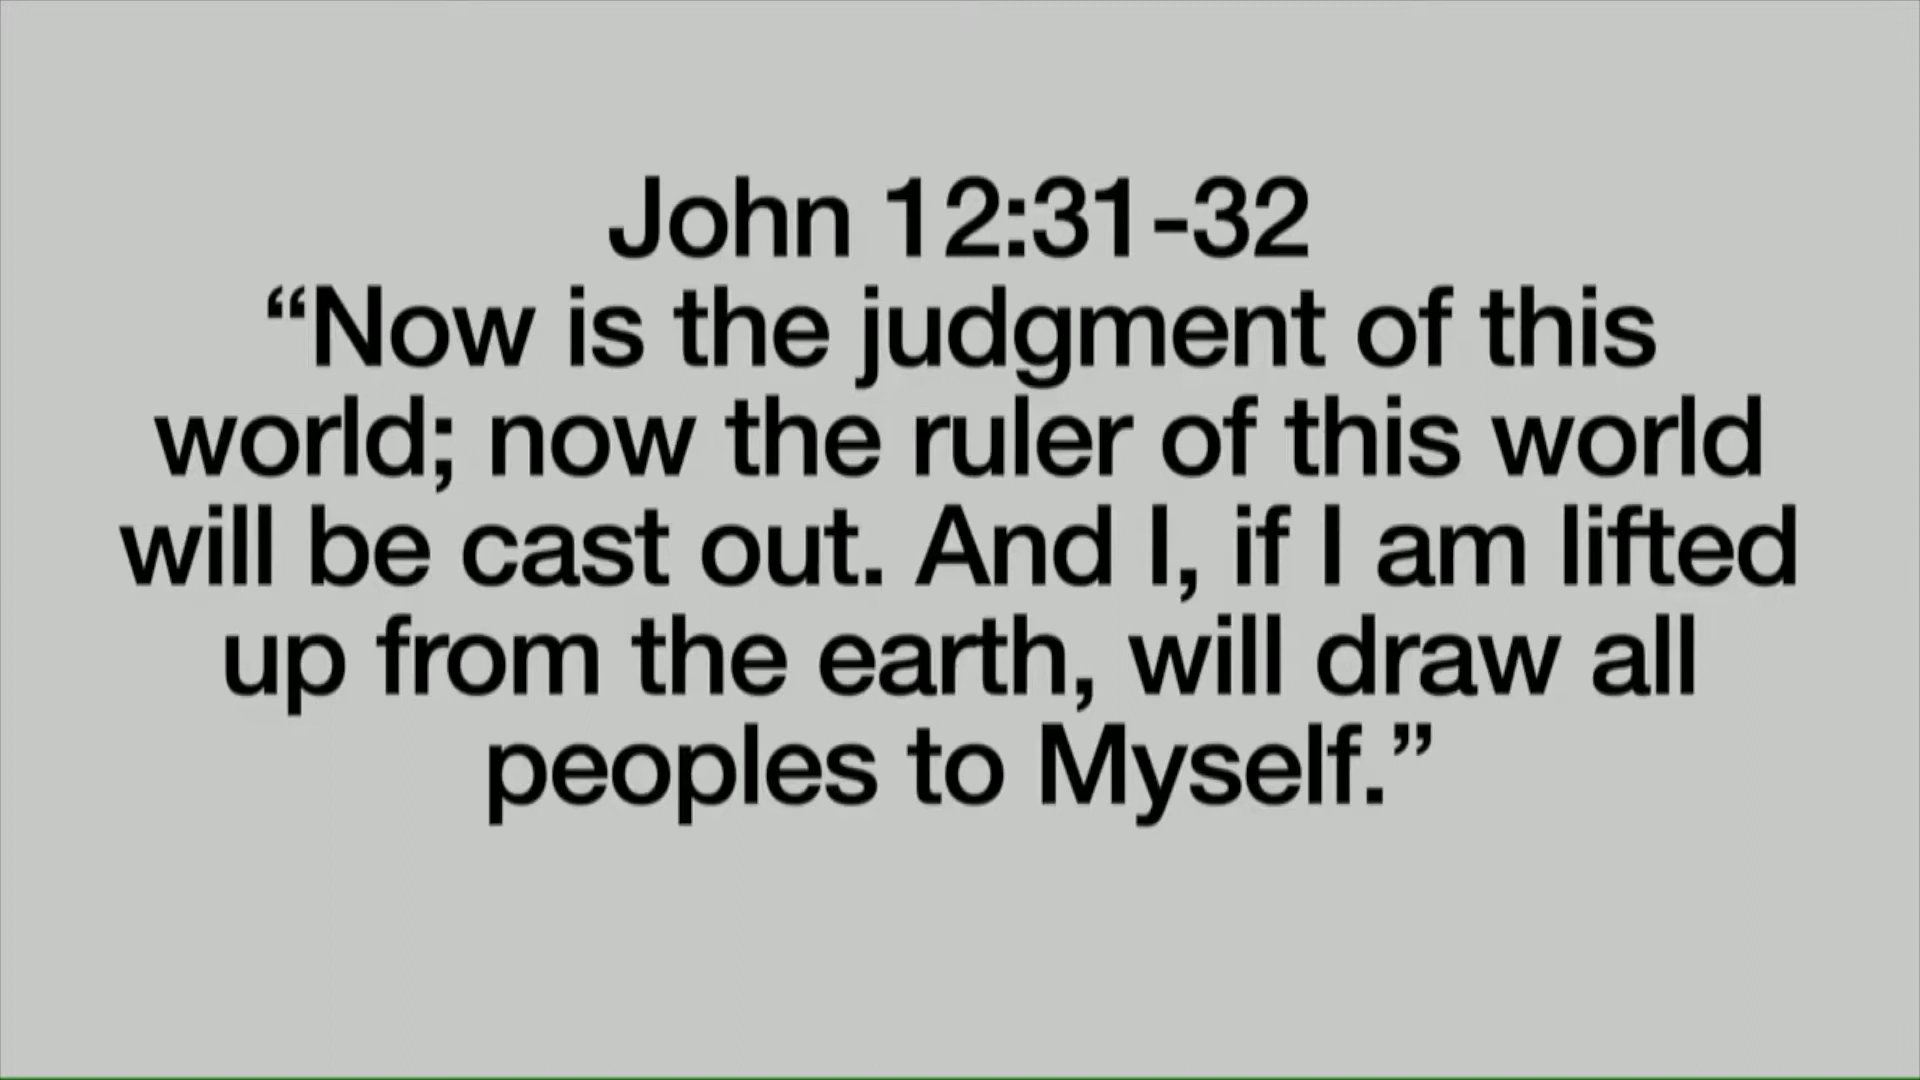 John 12:31-32
“Now is the judgment of this
world; now the ruler of this world
will be cast out. And I, if I am lifted
up from the earth, will draw all
peoples to Myself.”